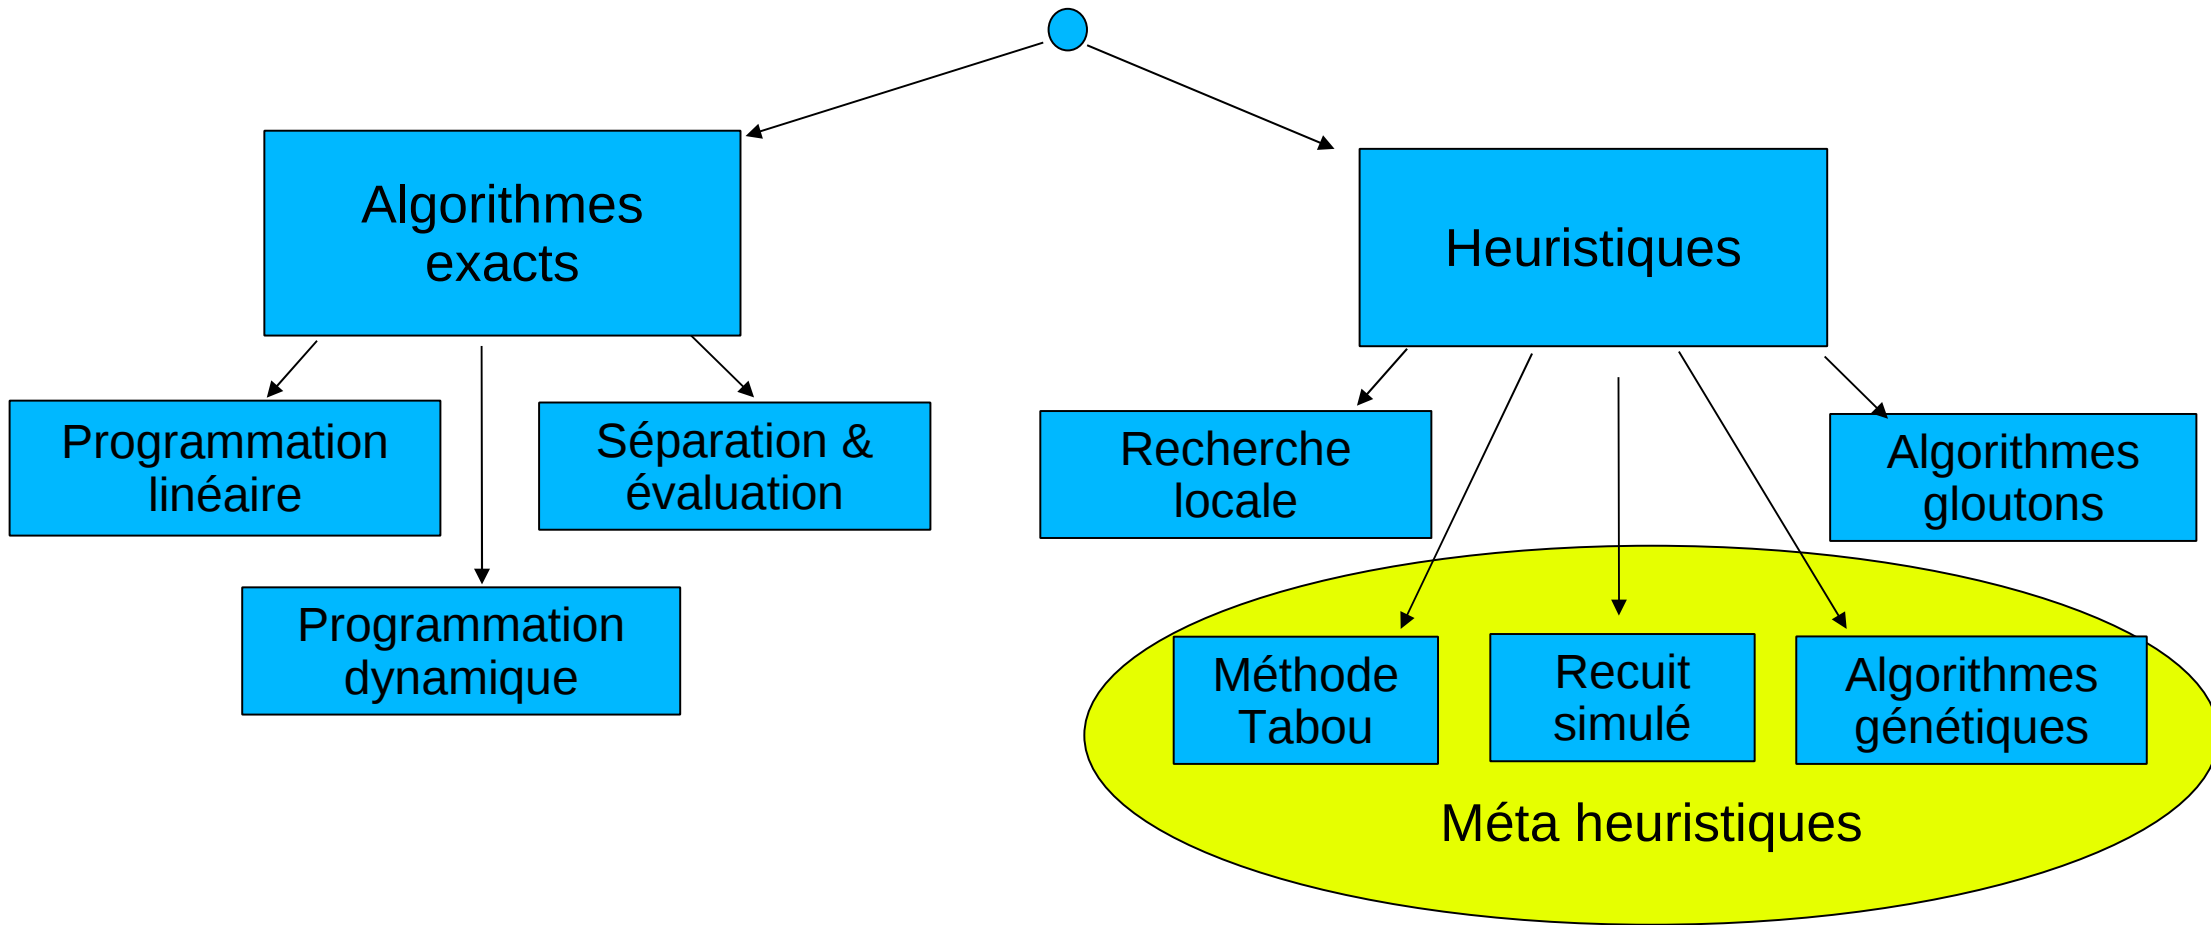 Algorithmes
exacts
Heuristiques
Programmation
linéaire
Séparation &
évaluation
Recherche
locale
Algorithmes
gloutons
Programmation
dynamique
Méthode
Tabou
Recuit
simulé
Algorithmes
génétiques
Méta heuristiques